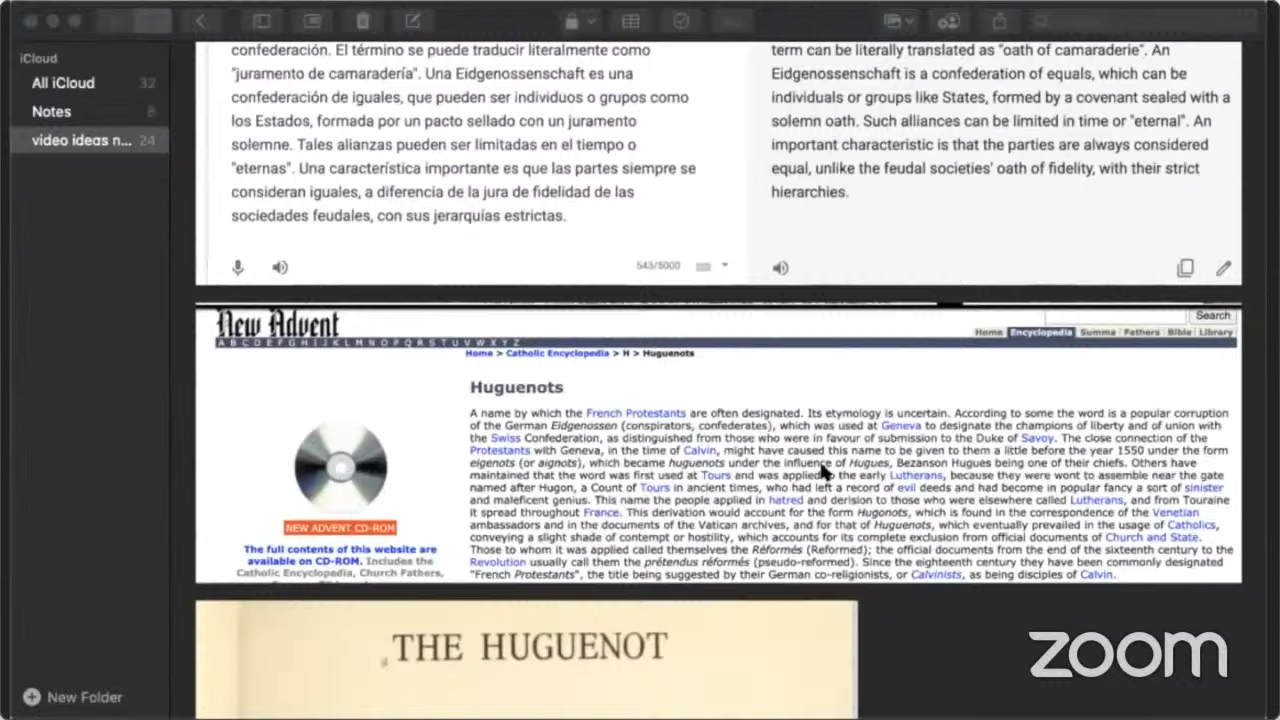 iCloud
All iCloud 32
Notes 8
video ideas n... 24
New Folder
confederación. El término se puede traducir literalmente como
"juramento de camaradería". Una Eidgenossenschaft es una
confederación de iguales, que pueden ser individuos o grupos como
los Estados, formada por un pacto sellado con un juramento
solemne. Tales alianzas pueden ser limitadas en el tiempo o
"eternas". Una característica importante es que las partes siempre se
consideran iguales, a diferencia de la jura de fidelidad de las
sociedades feudales, con sus jerarquías estrictas.
543/5000
term can be literally translated as "oath of camaraderie". An
Eidgenossenschaft is a confederation of equals, which can be
individuals or groups like States, formed by a covenant sealed with a
solemn oath. Such alliances can be limited in time or "eternal". An
important characteristic is that the parties are always considered
equal, unlike the feudal societies' oath of fidelity, with their strict
hierarchies.
New Advent
Search
Home Encyclopedia Summa Fathers Bible Library
A B C D E F G H I J K L M N O P Q R S T U V W X Y Z
Home > Catholic Encyclopedia > H > Huguenots
Huguenots
A name by which the French Protestants are often designated. Its etymology is uncertain. According to some the word is a popular corruption
of the German Eidgenossen (conspirators, confederates), which was used at Geneva to designate the champions of liberty and of union with
the Swiss Confederation, as distinguished from those who were in favour of submission to the Duke of Savoy. The close connection of the
Protestants with Geneva, in the time of Calvin, might have caused this name to be given to them a little before the year 1550 under the form
eigenots (or aignots), which became huguenots under the influence of Hugues, Bezanson Hugues being one of their chiefs. Others have
maintained that the word was first used at Tours and was applied to the early Lutherans, because they were wont to assemble near the gate
named after Hugon, a Count of Tours in ancient times, who had left a record of evil deeds and had become in popular fancy a sort of sinister
and maleficent genius. This name the people applied in hatred and derision to those who were elsewhere called Lutherans, and from Touraine
it spread throughout France. This derivation would account for the form Hugonots, which is found in the correspondence of the Venetian
ambassadors and in the documents of the Vatican archives, and for that of Huguenots, which eventually prevailed in the usage of Catholics,
conveying a slight shade of contempt or hostility, which accounts for its complete exclusion from official documents of Church and State.
Those to whom it was applied called themselves the Réformés (Reformed); the official documents from the end of the sixteenth century to the
Revolution usually call them the prétendus réformés (pseudo-reformed). Since the eighteenth century they have been commonly designated
"French Protestants", the title being suggested by their German co-religionists, or Calvinists, as being disciples of Calvin.
NEW ADVENT CD-ROM
The full contents of this website are
available on CD-ROM. Includes the
Catholic Encyclopedia, Church Fathers,
THE HUGUENOT
zoom